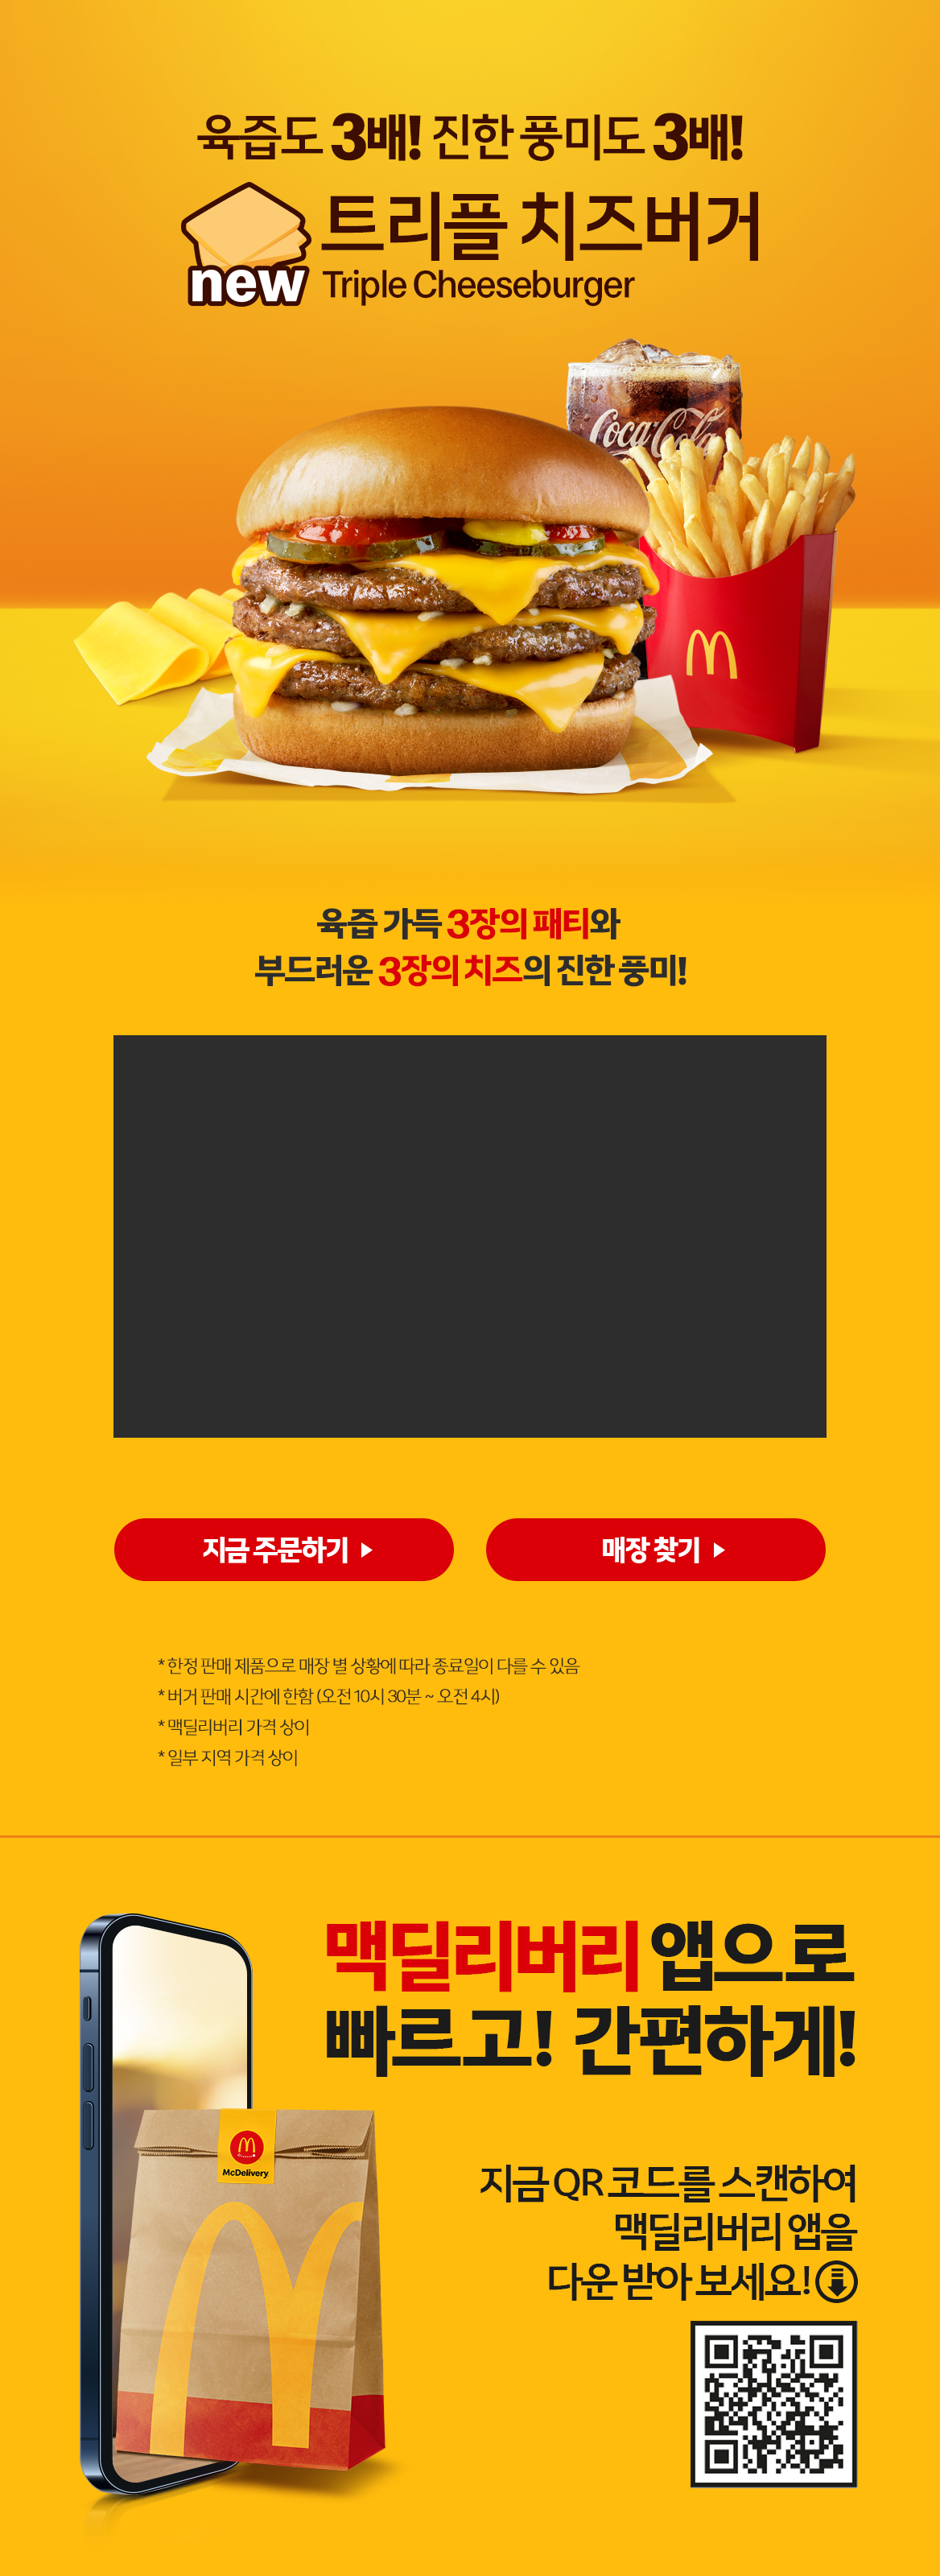 육즙도 3배! 진한 풍미도 3배!
new 트리플 치즈버거
Triple Cheeseburger
Coca-Cola
육즙 가득 3장의 패티와
부드러운 3장의 치즈의 진한 풍미!
지금 주문하기 ▶
매장 찾기 ▶
* 한정 판매 제품으로 매장 별 상황에 따라 종료일이 다를 수 있음
* 버거 판매 시간에 한함 (오전 10시 30분 ~ 오전 4시)
* 맥딜리버리 가격 상이
* 일부 지역 가격 상이
맥딜리버리 앱으로
빠르고! 간편하게!
McDelivery
지금 QR 코드를 스캔하여
맥딜리버리 앱을
다운 받아 보세요!